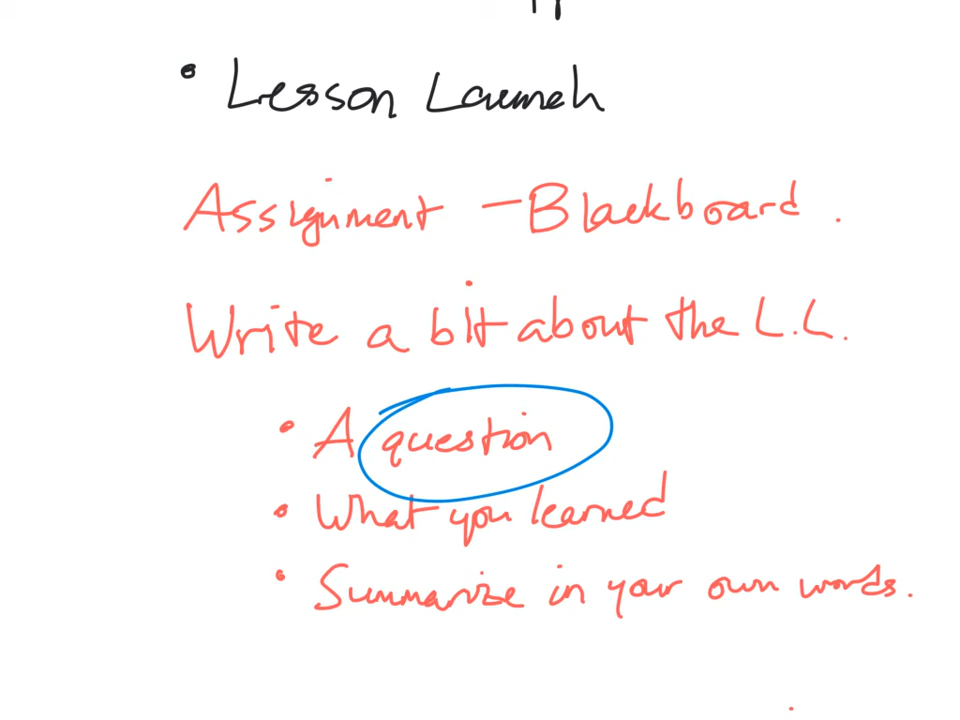 • Lesson Launch
Assignment - Blackboard.
Write a bit about the L.L.
• A question
• What you learned
• Summarize in your own words.